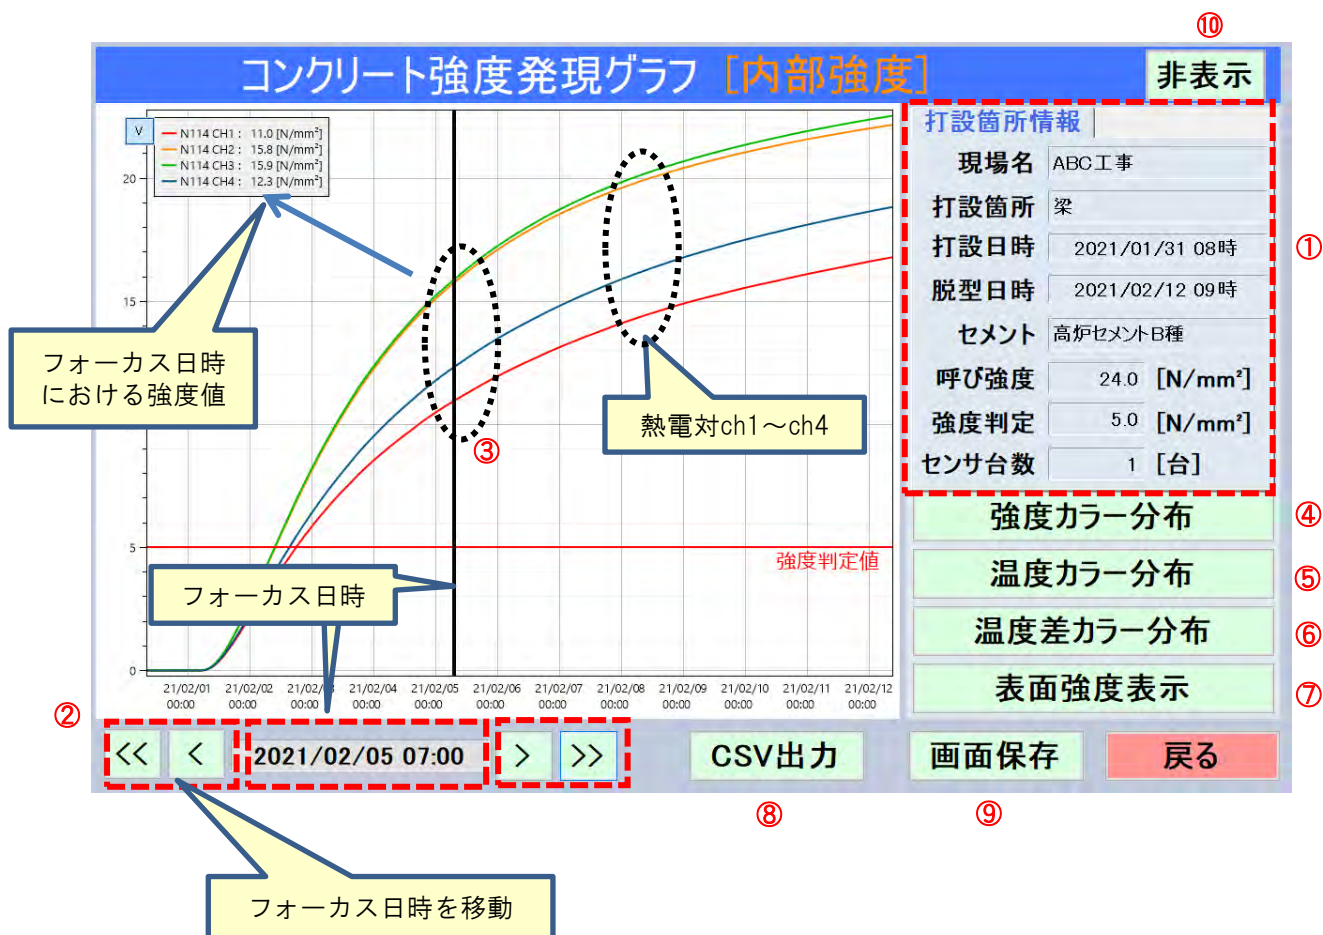 ⑩
コンクリート強度発現グラフ [内部強度]
非表示
V
N114 CH1 : 11.0 [N/mm²]
N114 CH2 : 15.8 [N/mm²]
N114 CH3 : 15.9 [N/mm²]
N114 CH4 : 12.3 [N/mm²]
20
15
5
0
フォーカス日時
における強度値
熱電対ch1～ch4
③
強度判定値
フォーカス日時
21/02/01 21/02/02 21/02/03 21/02/04 21/02/05 21/02/06 21/02/07 21/02/08 21/02/09 21/02/10 21/02/11 21/02/12
00:00 00:00 00:00 00:00 00:00 00:00 00:00 00:00 00:00 00:00 00:00 00:00
打設箇所情報
現場名 ABC工事
打設箇所 梁
打設日時 2021/01/31 08時
①
脱型日時 2021/02/12 09時
セメント 高炉セメントB種
呼び強度 24.0 [N/mm²]
強度判定 5.0 [N/mm²]
センサ台数 1 [台]
強度カラー分布
④
温度カラー分布
⑤
温度差カラー分布
⑥
表面強度表示
⑦
②
<< < 2021/02/05 07:00 > >>
CSV出力
画面保存
戻る
⑧
⑨
フォーカス日時を移動